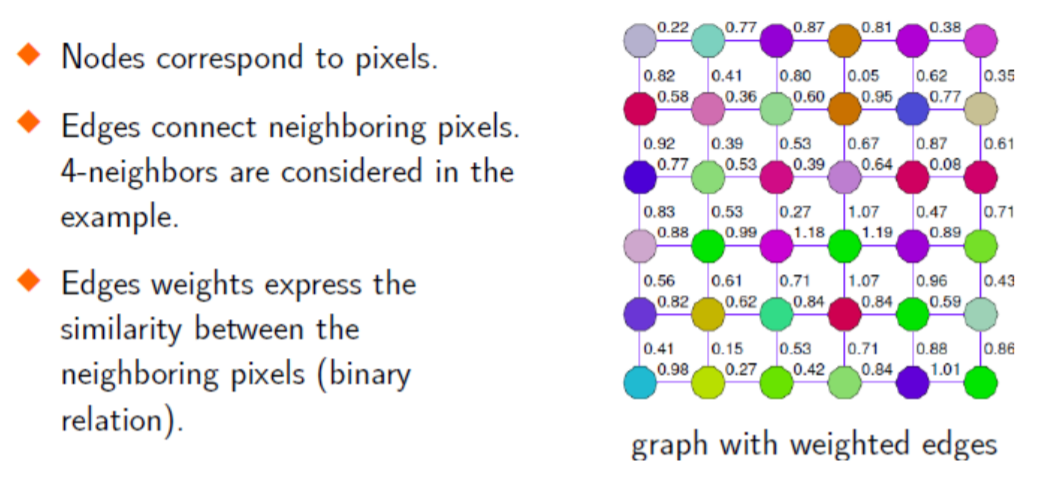 Nodes correspond to pixels.
Edges connect neighboring pixels.
4-neighbors are considered in the
example.
Edges weights express the
similarity between the
neighboring pixels (binary
relation).
0.22 0.77 0.87 0.81 0.38
0.82 0.41 0.80 0.05 0.62 0.35
0.58 0.36 0.60 0.95 0.77
0.92 0.39 0.53 0.67 0.87 0.61
0.77 0.53 0.39 0.64 0.08
0.83 0.53 0.27 1.07 0.47 0.71
0.88 0.99 1.18 1.19 0.89
0.56 0.61 0.71 1.07 0.96 0.43
0.82 0.62 0.84 0.84 0.59
0.41 0.15 0.53 0.71 0.88 0.86
0.98 0.27 0.42 0.84 1.01
graph with weighted edges